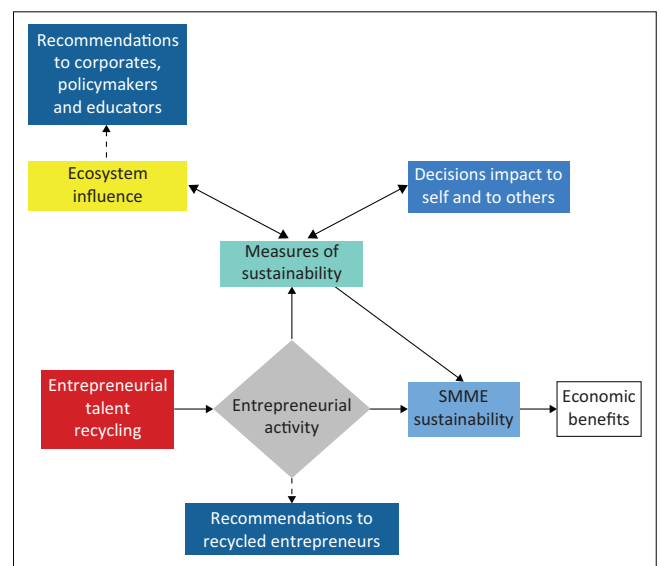 Recommendations
to corporates,
policymakers
and educators
Ecosystem
influence
Decisions impact to
self and to others
Measures of
sustainability
Entrepreneurial
talent
recycling
Entrepreneurial
activity
SMME
sustainability
Economic
benefits
Recommendations to
recycled entrepreneurs